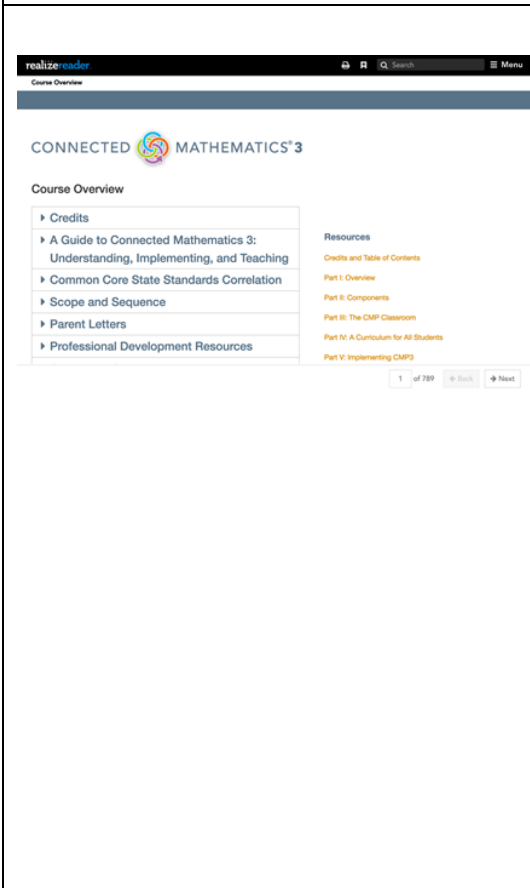 realizereader
Search
Menu
Course Overview
CONNECTED MATHEMATICS® 3
Course Overview
Credits
A Guide to Connected Mathematics 3:
Understanding, Implementing, and Teaching
Common Core State Standards Correlation
Scope and Sequence
Parent Letters
Professional Development Resources
Resources
Credits and Table of Contents
Part I: Overview
Part II: Components
Part III: The CMP Classroom
Part IV: A Curriculum for All Students
Part V: Implementing CMP3
1 of 789 Back Next